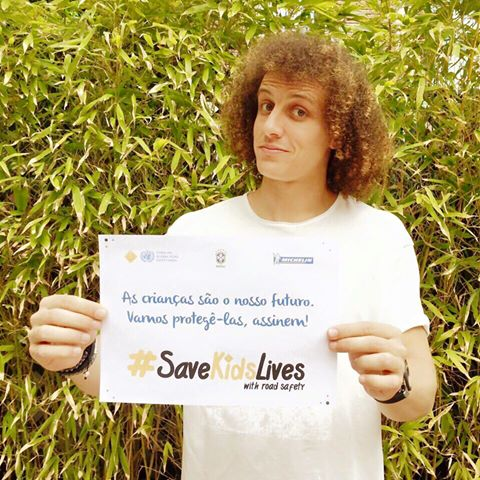 MICHELIN
As crianças são o nosso futuro.
Vamos protegê-las, assinem!
#SaveKidsLives
with road safety